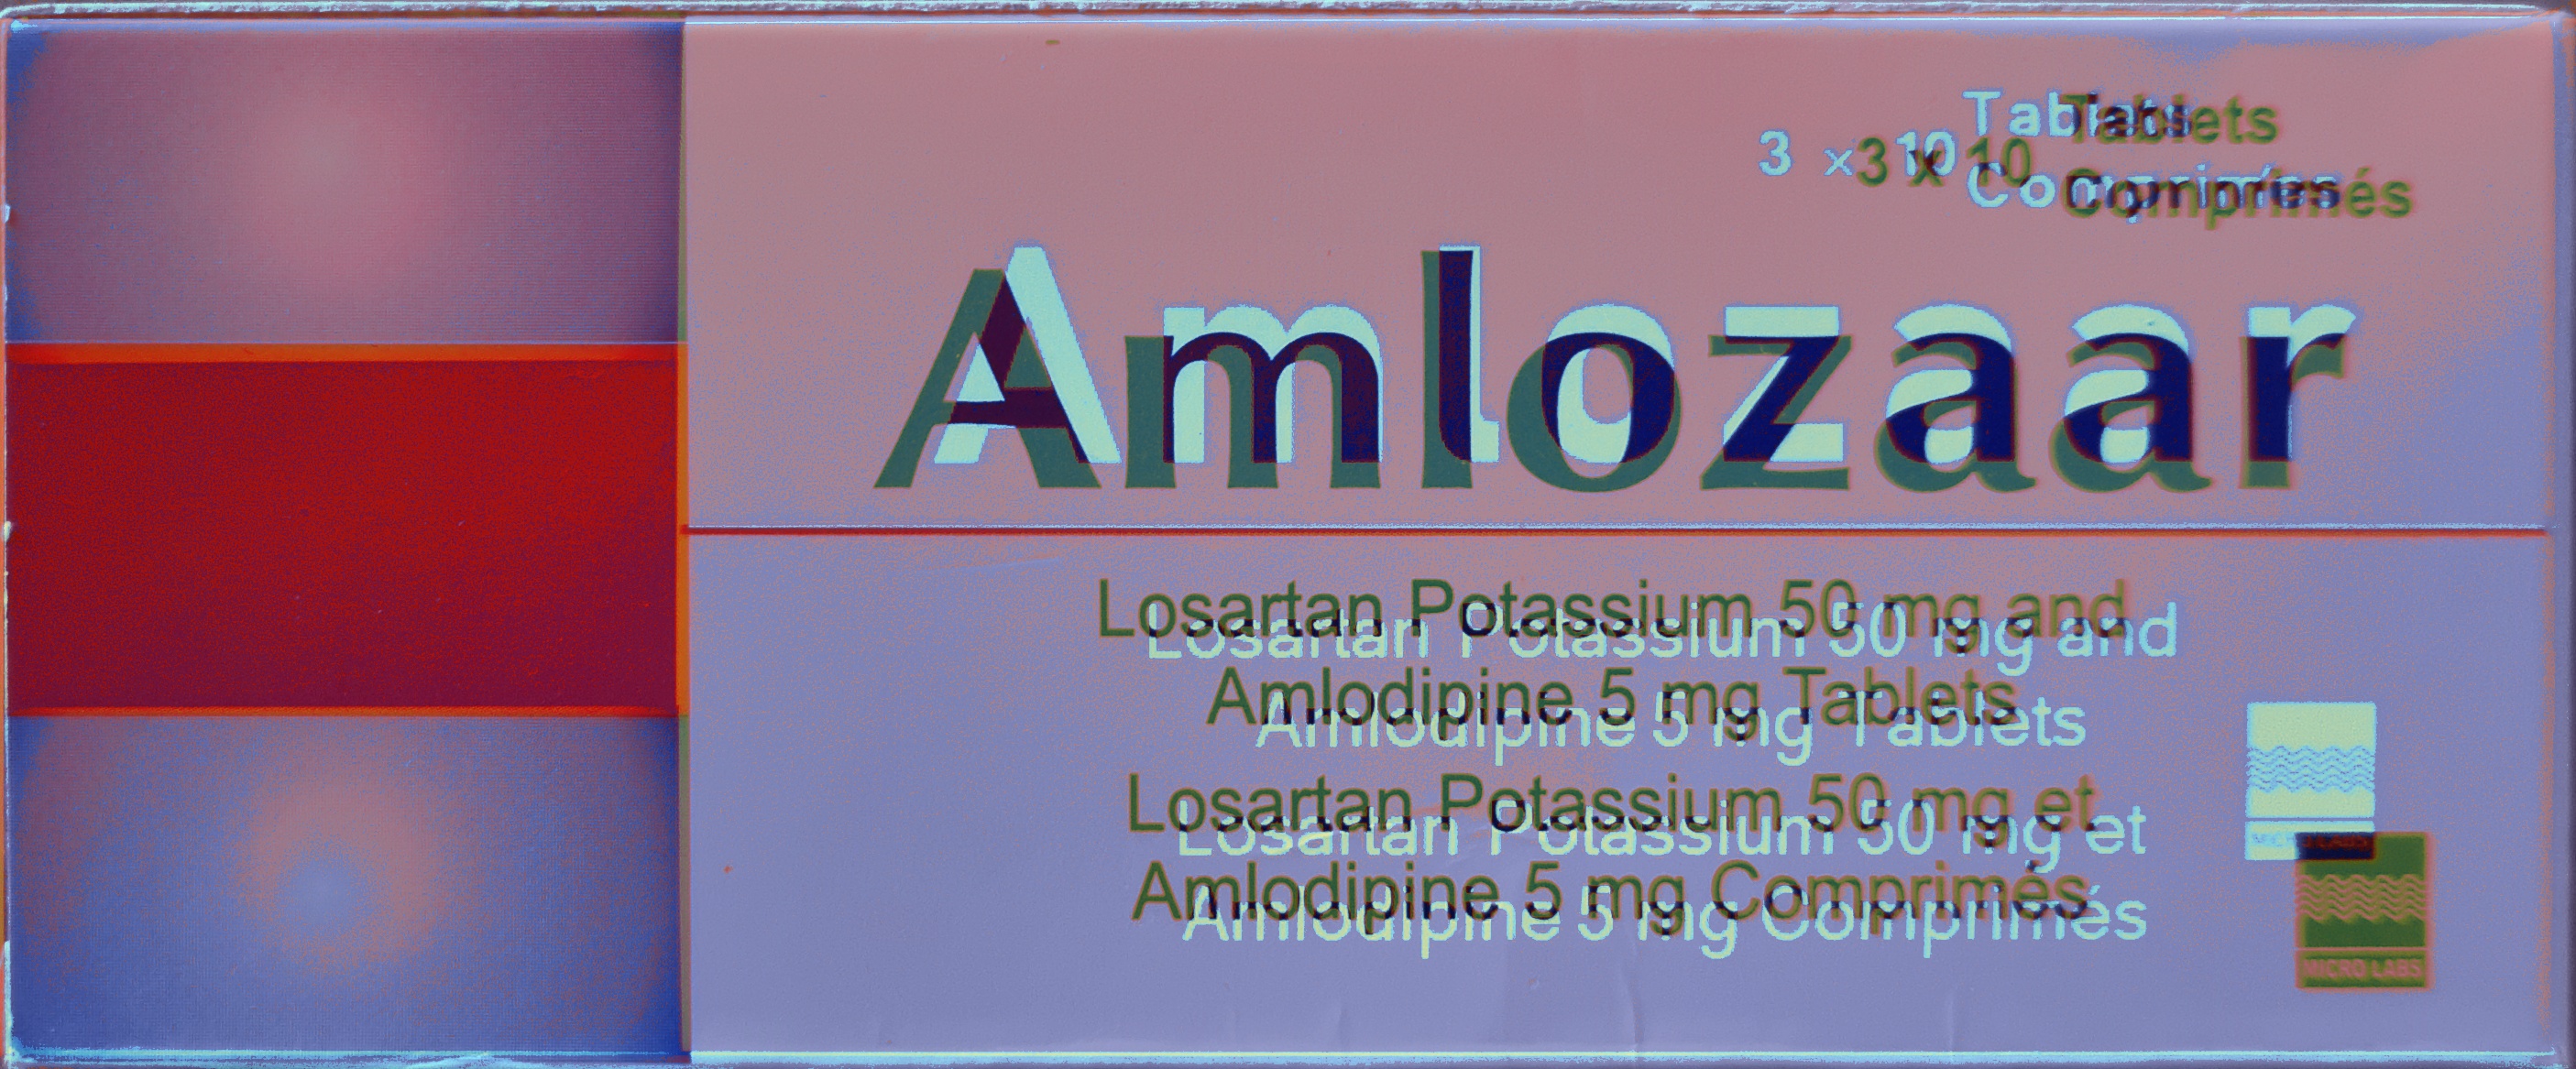 Tablets
3 x 10
Comprimés
Amlozaar
Losartan Potassium 50 mg and
Amlodipine 5 mg Tablets
Losartan Potassium 50 mg et
Amlodipine 5 mg Comprimés
MICRO LABS